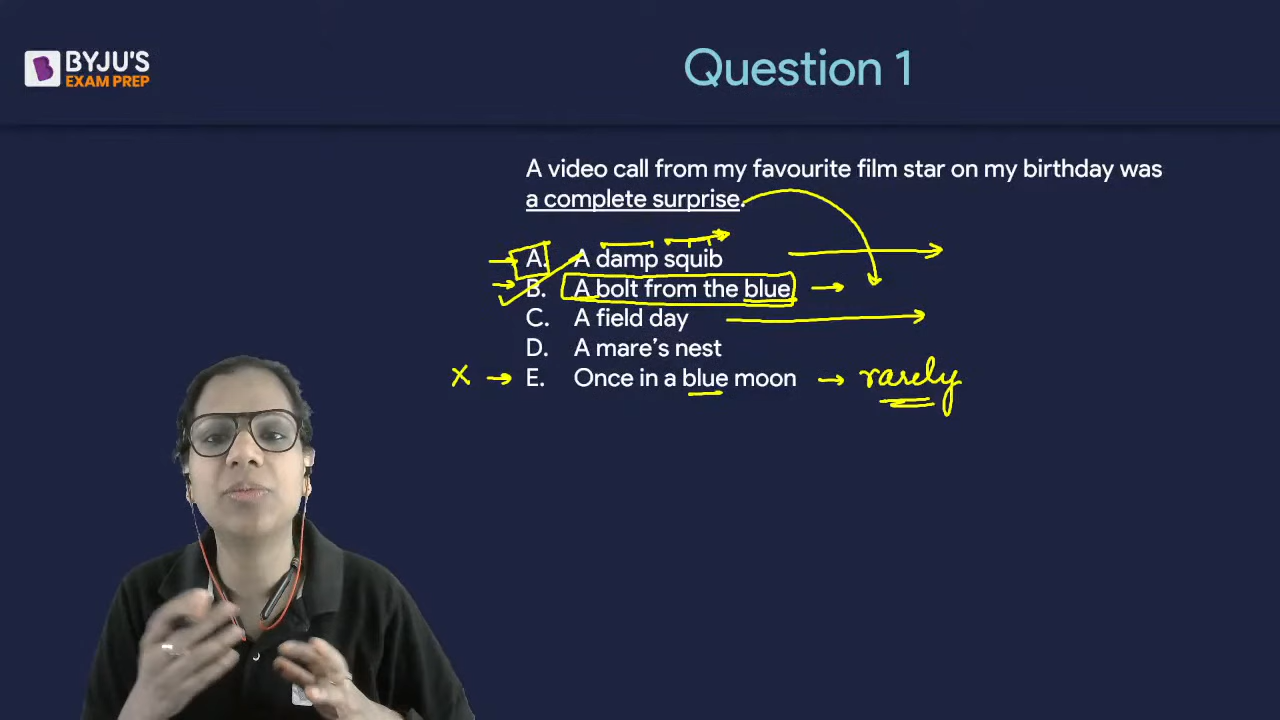 BYJU'S
EXAM PREP
Question 1
A video call from my favourite film star on my birthday was
a complete surprise.
A. A damp squib
B. A bolt from the blue
C. A field day
D. A mare's nest
X E. Once in a blue moon rarely